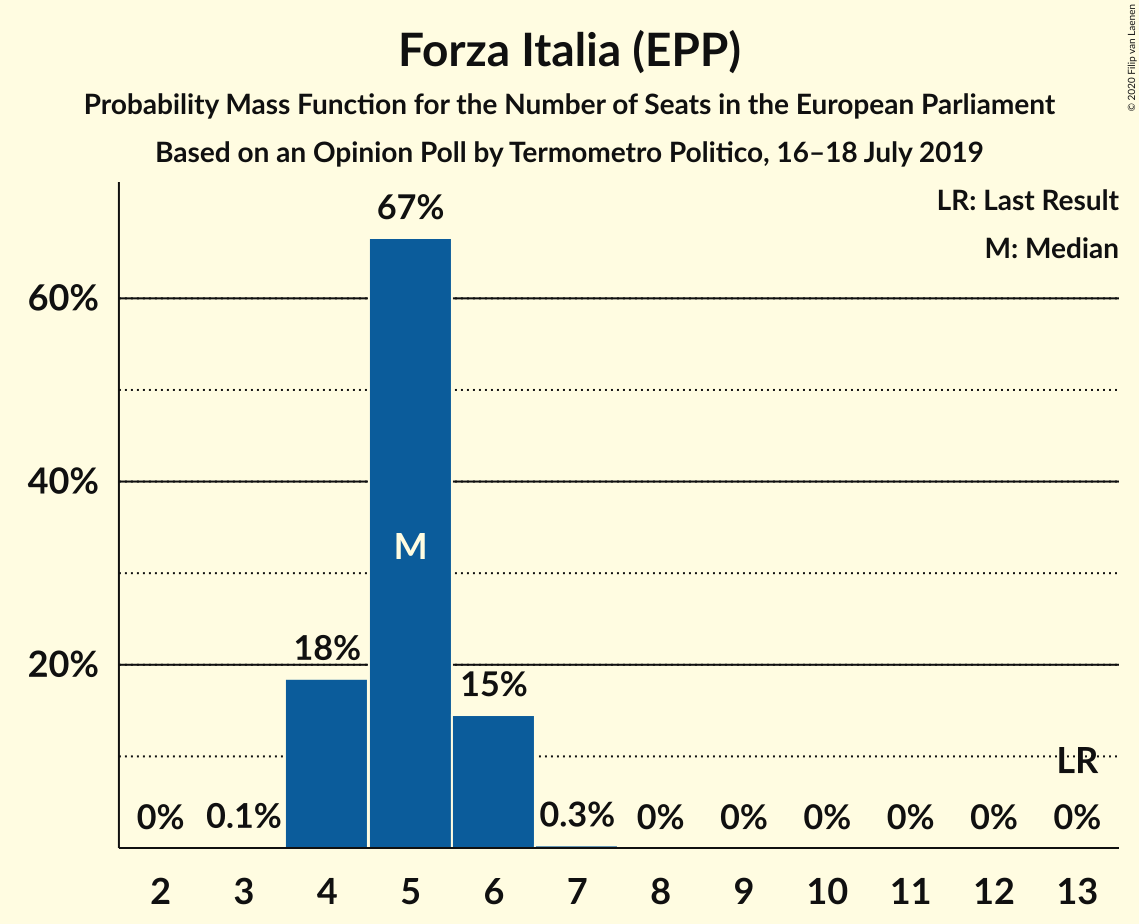 Forza Italia (EPP)
Probability Mass Function for the Number of Seats in the European Parliament
Based on an Opinion Poll by Termometro Politico, 16–18 July 2019
© 2020 Filip van Laenen
LR: Last Result
M: Median
67%
60%
40%
M
20%
18%
15%
LR
0% 0.1% 0.3% 0% 0% 0% 0% 0% 0%
2 3 4 5 6 7 8 9 10 11 12 13